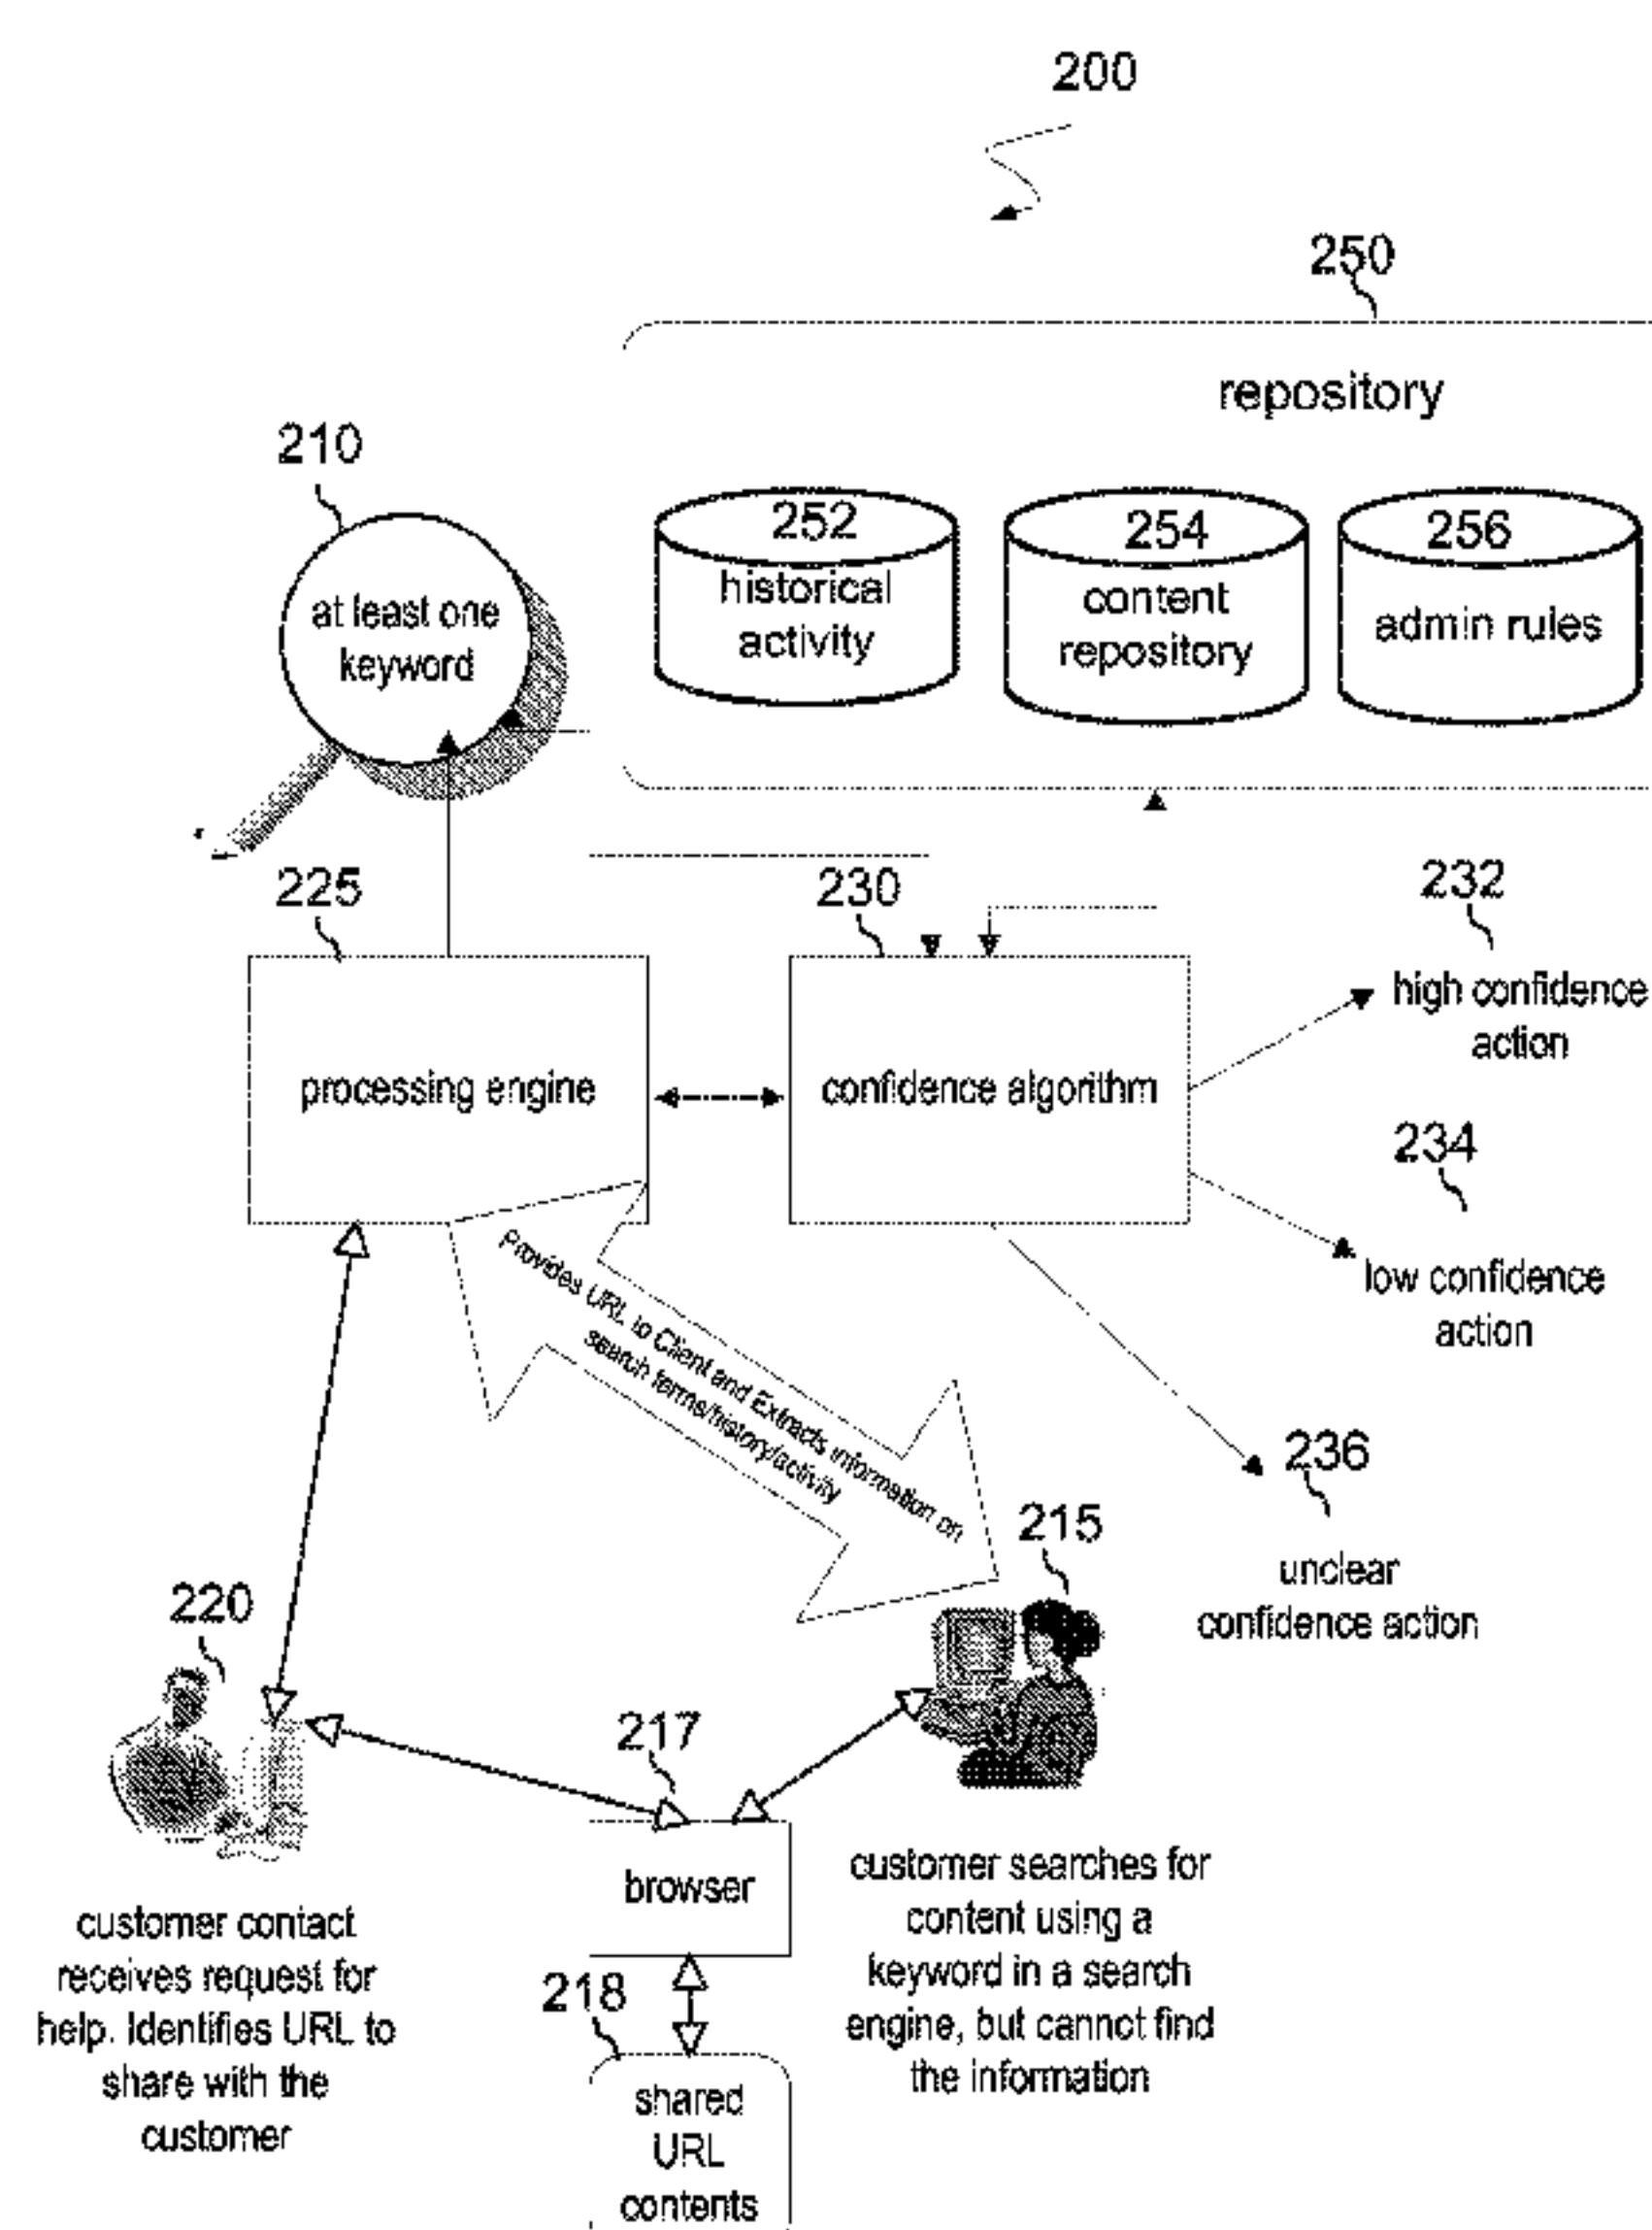 200
250
repository
210
at least one
keyword
252
historical
activity
254
content
repository
256
admin rules
225
processing engine
230
confidence algorithm
232
high confidence
action
234
low confidence
action
236
unclear
confidence action
Provides URL to Client and Extracts information on
search terms/history/activity
215
customer searches for
content using a
keyword in a search
engine, but cannot find
the information
220
customer contact
receives request for
help. Identifies URL to
share with the
customer
217
browser
218
shared
URL
contents